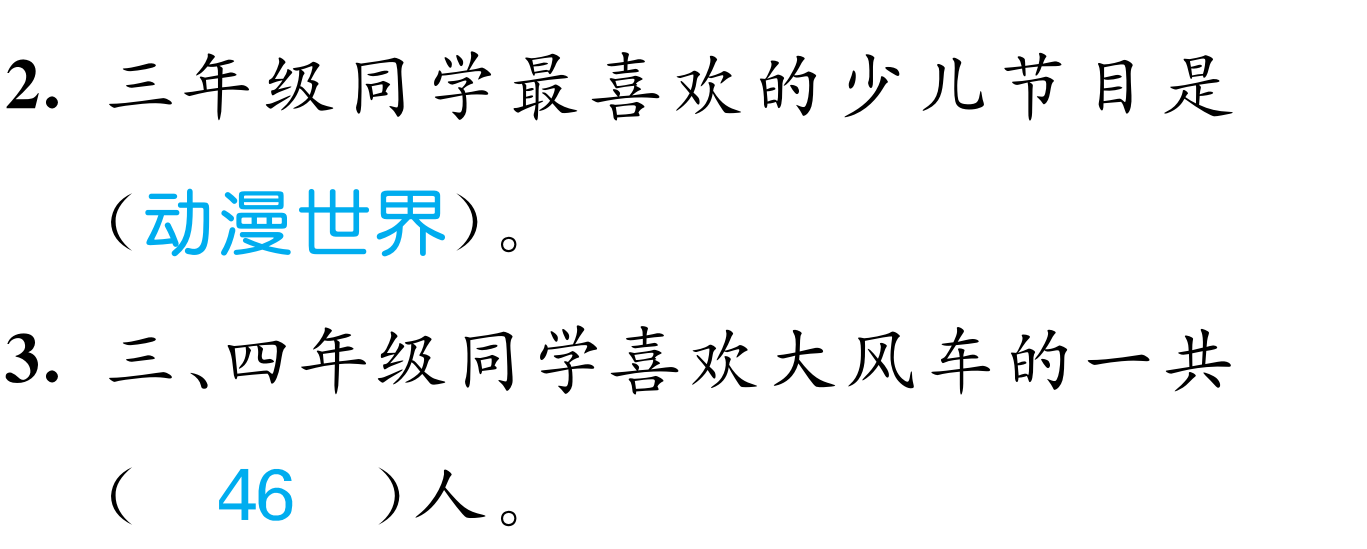 2. 三年级同学最喜欢的少儿节目是
（动漫世界）。
3. 三、四年级同学喜欢大风车的一共
（ 46 ）人。